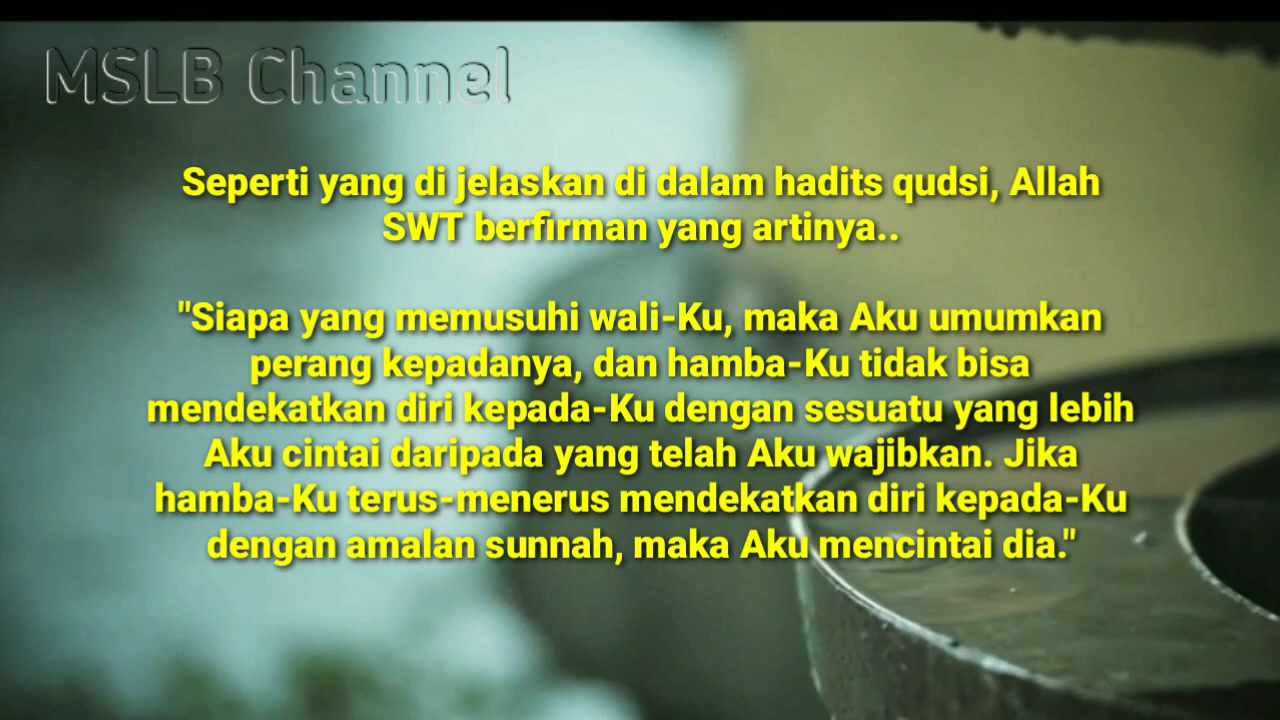 MSLB Channel
Seperti yang di jelaskan di dalam hadits qudsi, Allah
SWT berfirman yang artinya..
"Siapa yang memusuhi wali-Ku, maka Aku umumkan
perang kepadanya, dan hamba-Ku tidak bisa
mendekatkan diri kepada-Ku dengan sesuatu yang lebih
Aku cintai daripada yang telah Aku wajibkan. Jika
hamba-Ku terus-menerus mendekatkan diri kepada-Ku
dengan amalan sunnah, maka Aku mencintai dia."